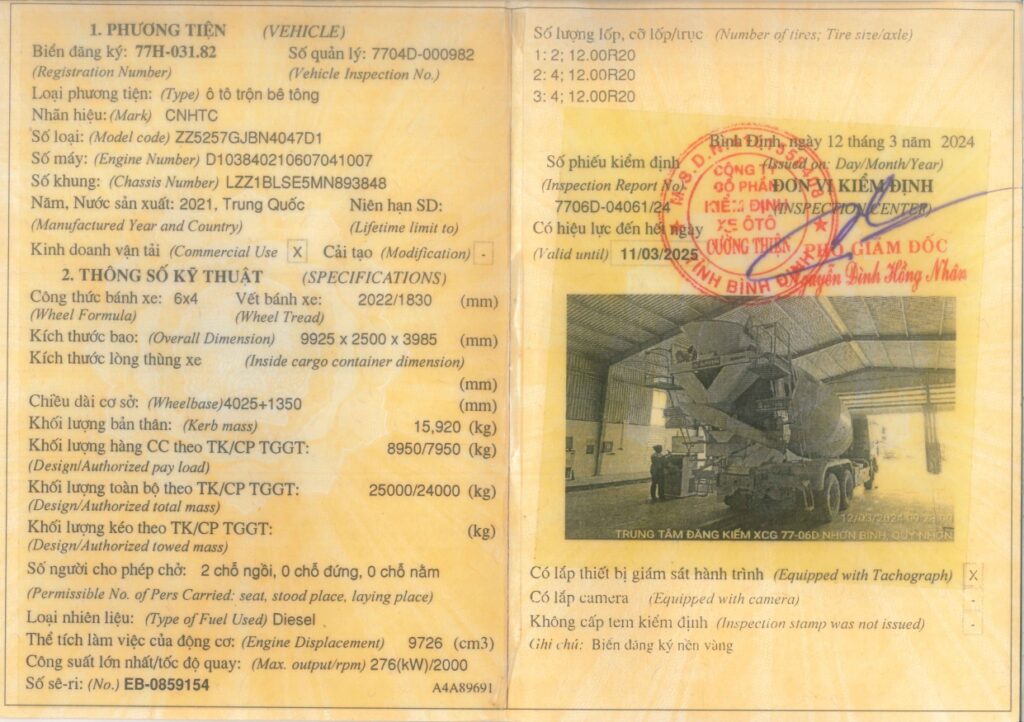 1. PHƯƠNG TIỆN (VEHICLE)
Biển đăng ký: 77H-031.82 Số quản lý: 7704D-000982
(Registration Number) (Vehicle Inspection No.)
Loại phương tiện: (Type) ô tô trộn bê tông
Nhãn hiệu: (Mark) CNHTC
Số loại: (Model code) ZZ5257GJBN4047D1
Số máy: (Engine Number) D103840210607041007
Số khung: (Chassis Number) LZZ1BLSE5MN893848
Năm, Nước sản xuất: 2021, Trung Quốc Niên hạn SD:
(Manufactured Year and Country) (Lifetime limit to)
Kinh doanh vận tải (Commercial Use) X Cải tạo (Modification) -
2. THÔNG SỐ KỸ THUẬT (SPECIFICATIONS)
Công thức bánh xe: 6x4 Vết bánh xe: 2022/1830 (mm)
(Wheel Formula) (Wheel Tread)
Kích thước bao: (Overall Dimension) 9925 x 2500 x 3985 (mm)
Kích thước lòng thùng xe (Inside cargo container dimension)
(mm)
Chiều dài cơ sở: (Wheelbase) 4025+1350 (mm)
Khối lượng bản thân: (Kerb mass) 15,920 (kg)
Khối lượng hàng CC theo TK/CP TGGT: 8950/7950 (kg)
(Design/Authorized pay load)
Khối lượng toàn bộ theo TK/CP TGGT: 25000/24000 (kg)
(Design/Authorized total mass)
Khối lượng kéo theo TK/CP TGGT: (kg)
(Design/Authorized towed mass)
Số người cho phép chở: 2 chỗ ngồi, 0 chỗ đứng, 0 chỗ nằm
(Permissible No. of Pers Carried: seat, stood place, laying place)
Loại nhiên liệu: (Type of Fuel Used) Diesel
Thể tích làm việc của động cơ: (Engine Displacement) 9726 (cm3)
Công suất lớn nhất/tốc độ quay: (Max. output/rpm) 276(kW)/2000
Số sê-ri: (No.) EB-0859154 A4A89691
Số lượng lốp, cỡ lốp/trục (Number of tires; Tire size/axle)
1: 2; 12.00R20
2: 4; 12.00R20
3: 4; 12.00R20
Bình Định, ngày 12 tháng 3 năm 2024
Số phiếu kiểm định (Issued on: Day/Month/Year)
(Inspection Report No) ĐƠN VỊ KIỂM ĐỊNH
7706D-04061/24 (INSPECTION CENTER)
Có hiệu lực đến hết ngày
(Valid until) 11/03/2025
CÔNG TY
CỔ PHẦN
KIỂM ĐỊNH
XE ÔTÔ
CƯỜNG THIỆN
TỈNH BÌNH ĐỊNH
PHÓ GIÁM ĐỐC
Nguyễn Đình Hồng Nhân
12/03/2024
TRUNG TÂM ĐĂNG KIỂM XCG 77-06D NHƠN BÌNH, QUY NHƠN
Có lắp thiết bị giám sát hành trình (Equipped with Tachograph) X
Có lắp camera (Equipped with camera) -
Không cấp tem kiểm định (Inspection stamp was not issued) -
Ghi chú: Biển đăng ký nền vàng